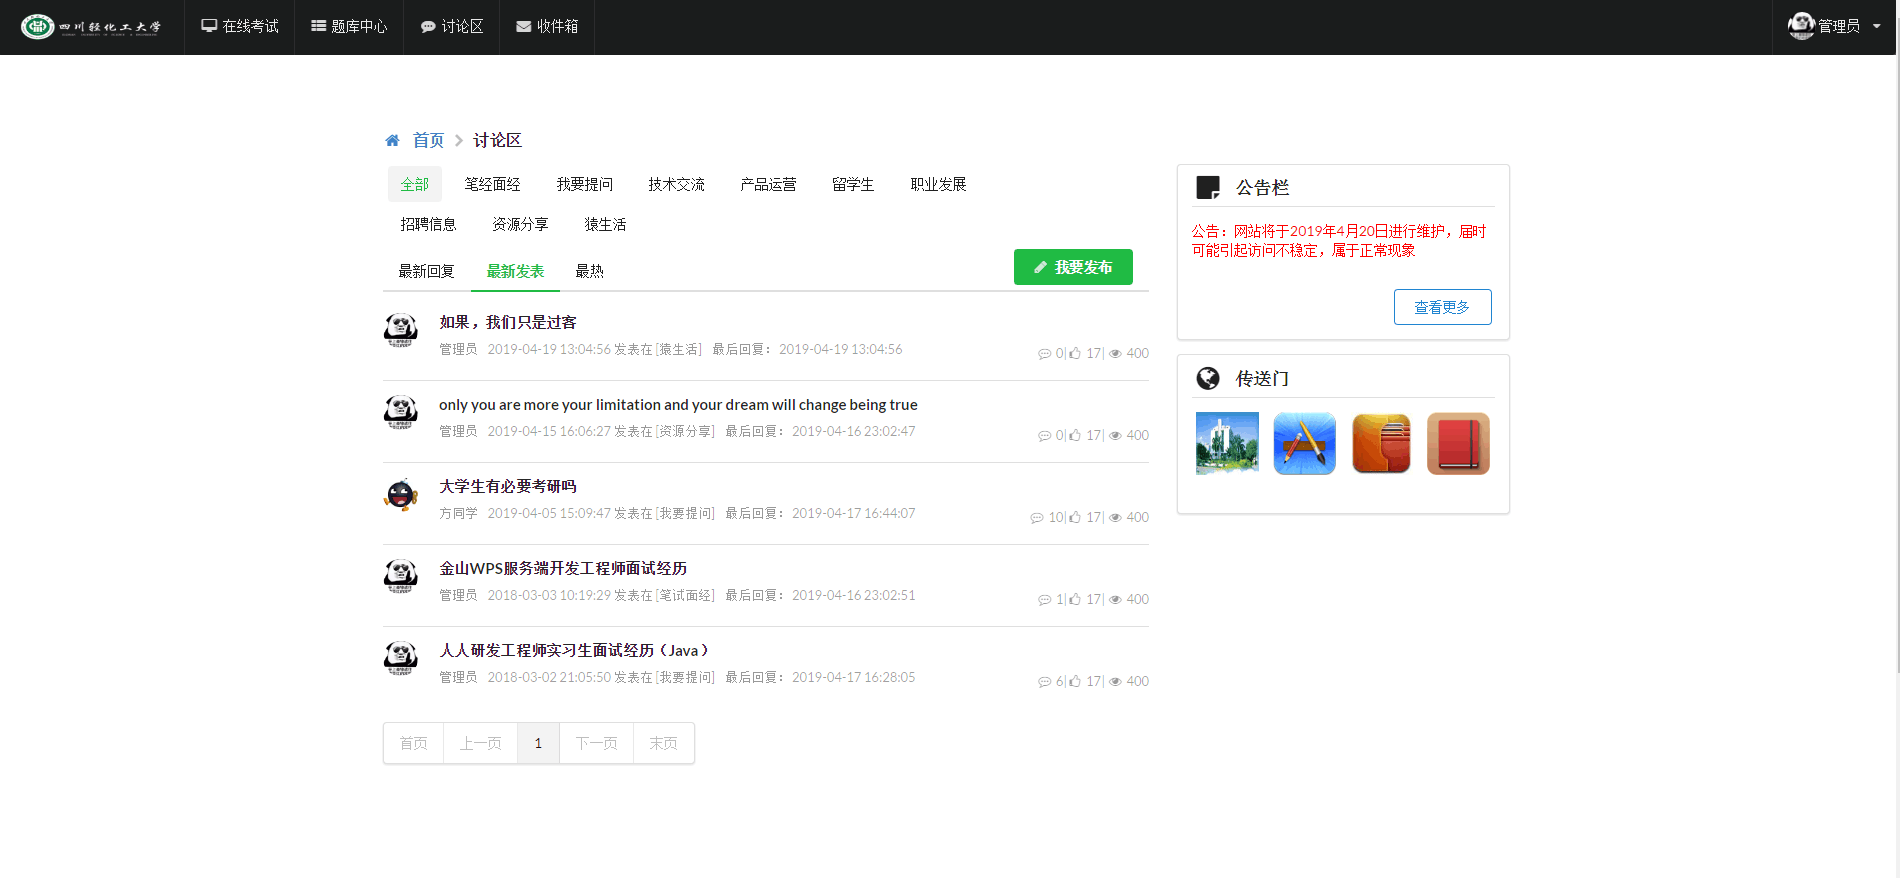 四川轻化工大学 在线考试 题库中心 讨论区 收件箱 管理员
首页 讨论区
全部 笔经面经 我要提问 技术交流 产品运营 留学生 职业发展
招聘信息 资源分享 猿生活
最新回复 最新发表 最热 我要发布
如果，我们只是过客
管理员 2019-04-19 13:04:56 发表在 [猿生活] 最后回复：2019-04-19 13:04:56
0| 17| 400
only you are more your limitation and your dream will change being true
管理员 2019-04-15 16:06:27 发表在 [资源分享] 最后回复：2019-04-16 23:02:47
0| 17| 400
大学生有必要考研吗
方同学 2019-04-05 15:09:47 发表在 [我要提问] 最后回复：2019-04-17 16:44:07
10| 17| 400
金山WPS服务端开发工程师面试经历
管理员 2018-03-03 10:19:29 发表在 [笔试面经] 最后回复：2019-04-16 23:02:51
1| 17| 400
人人研发工程师实习生面试经历（Java）
管理员 2018-03-02 21:05:50 发表在 [我要提问] 最后回复：2019-04-17 16:28:05
6| 17| 400
首页 上一页 1 下一页 末页
公告栏
公告：网站将于2019年4月20日进行维护，届时
可能引起访问不稳定，属于正常现象
查看更多
传送门